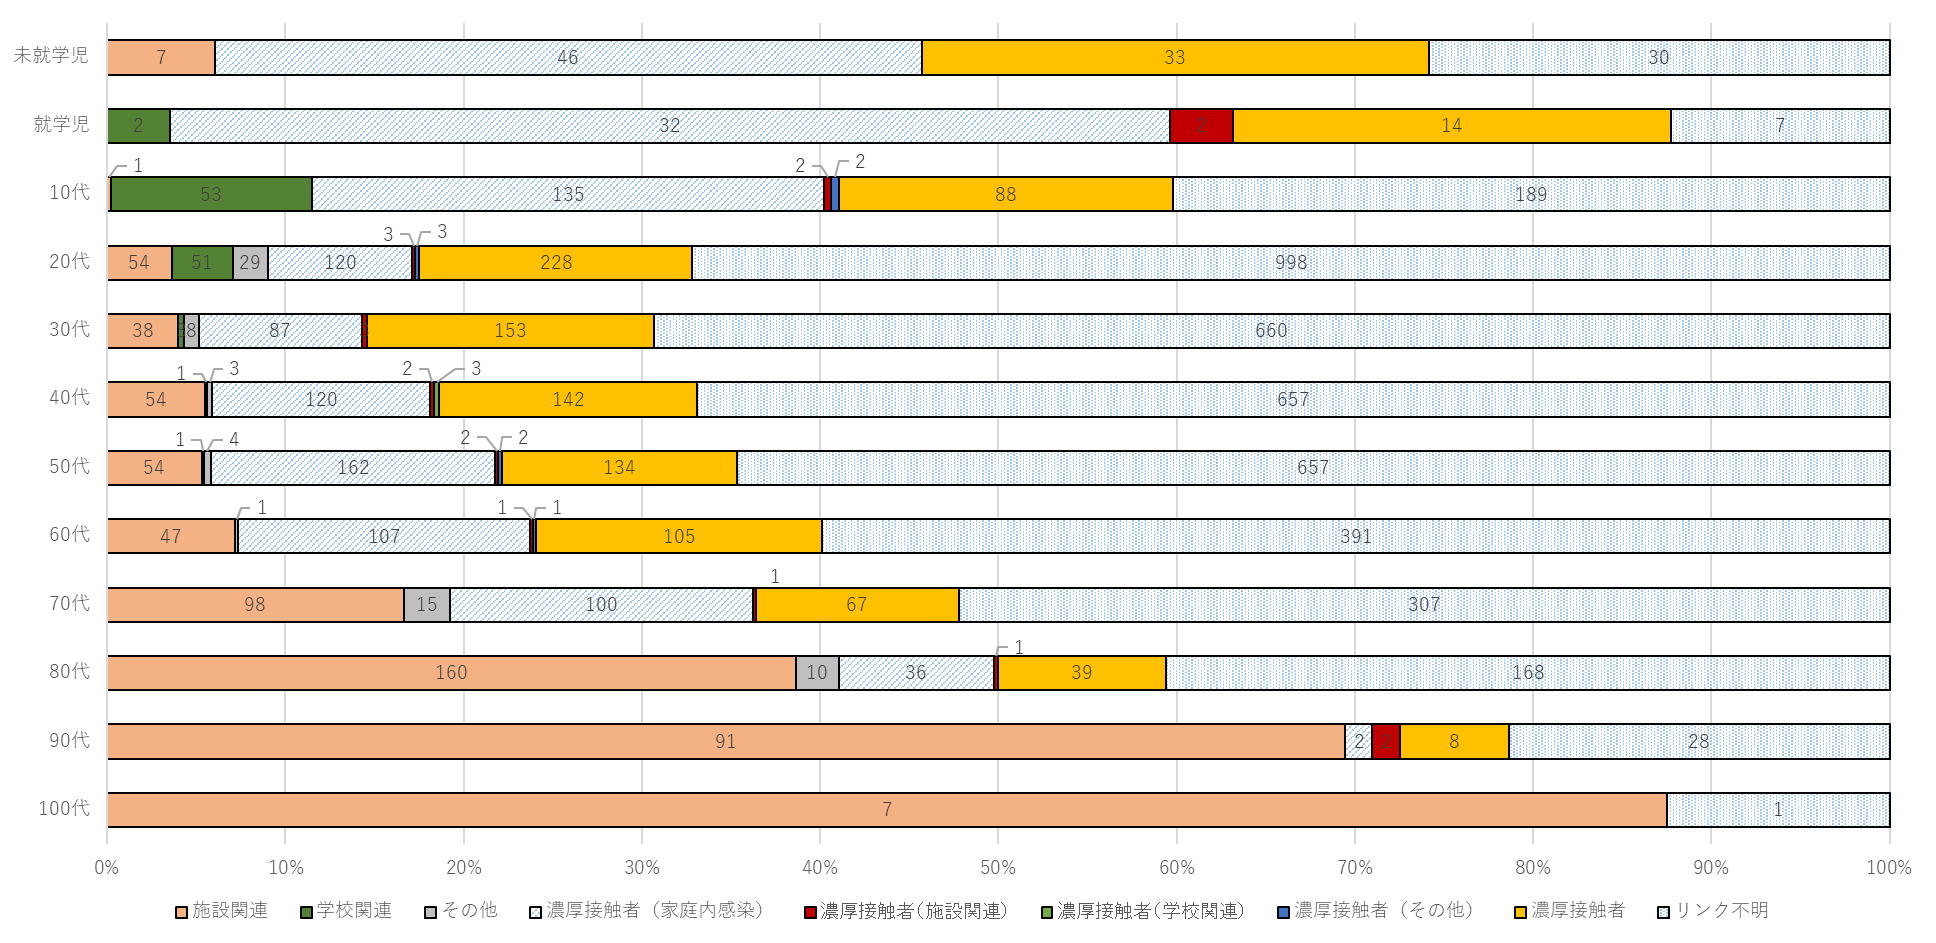 未就学児 7 46 33 30
就学児 2 32 2 14 7
1 2 2
10代 53 135 88 189
3 3
20代 54 51 29 120 228 998
30代 38 8 87 153 660
1 3 2 3
40代 54 120 142 657
1 4 2 2
50代 54 162 134 657
1 1 1
60代 47 107 105 391
1
70代 98 15 100 67 307
1
80代 160 10 36 39 168
90代 91 2 2 8 28
100代 7 1
0% 10% 20% 30% 40% 50% 60% 70% 80% 90% 100%
施設関連 学校関連 その他 濃厚接触者（家庭内感染） 濃厚接触者(施設関連) 濃厚接触者(学校関連) 濃厚接触者（その他） 濃厚接触者 リンク不明